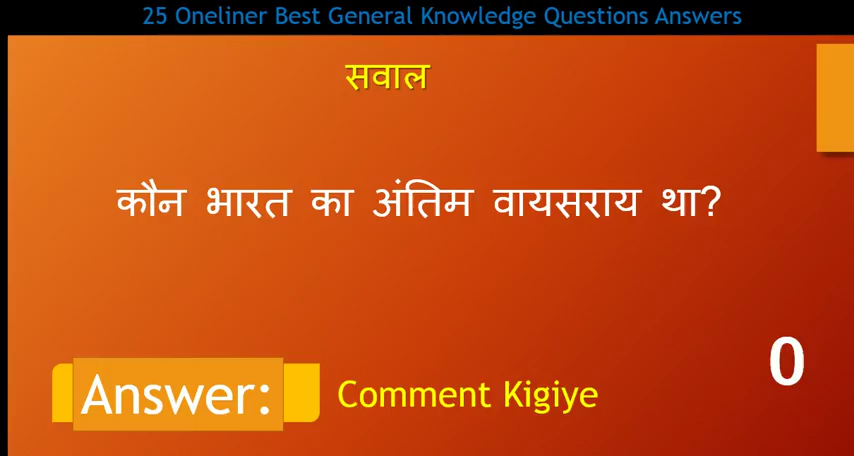 25 Oneliner Best General Knowledge Questions Answers
सवाल
कौन भारत का अंतिम वायसराय था?
0
Answer: Comment Kigiye